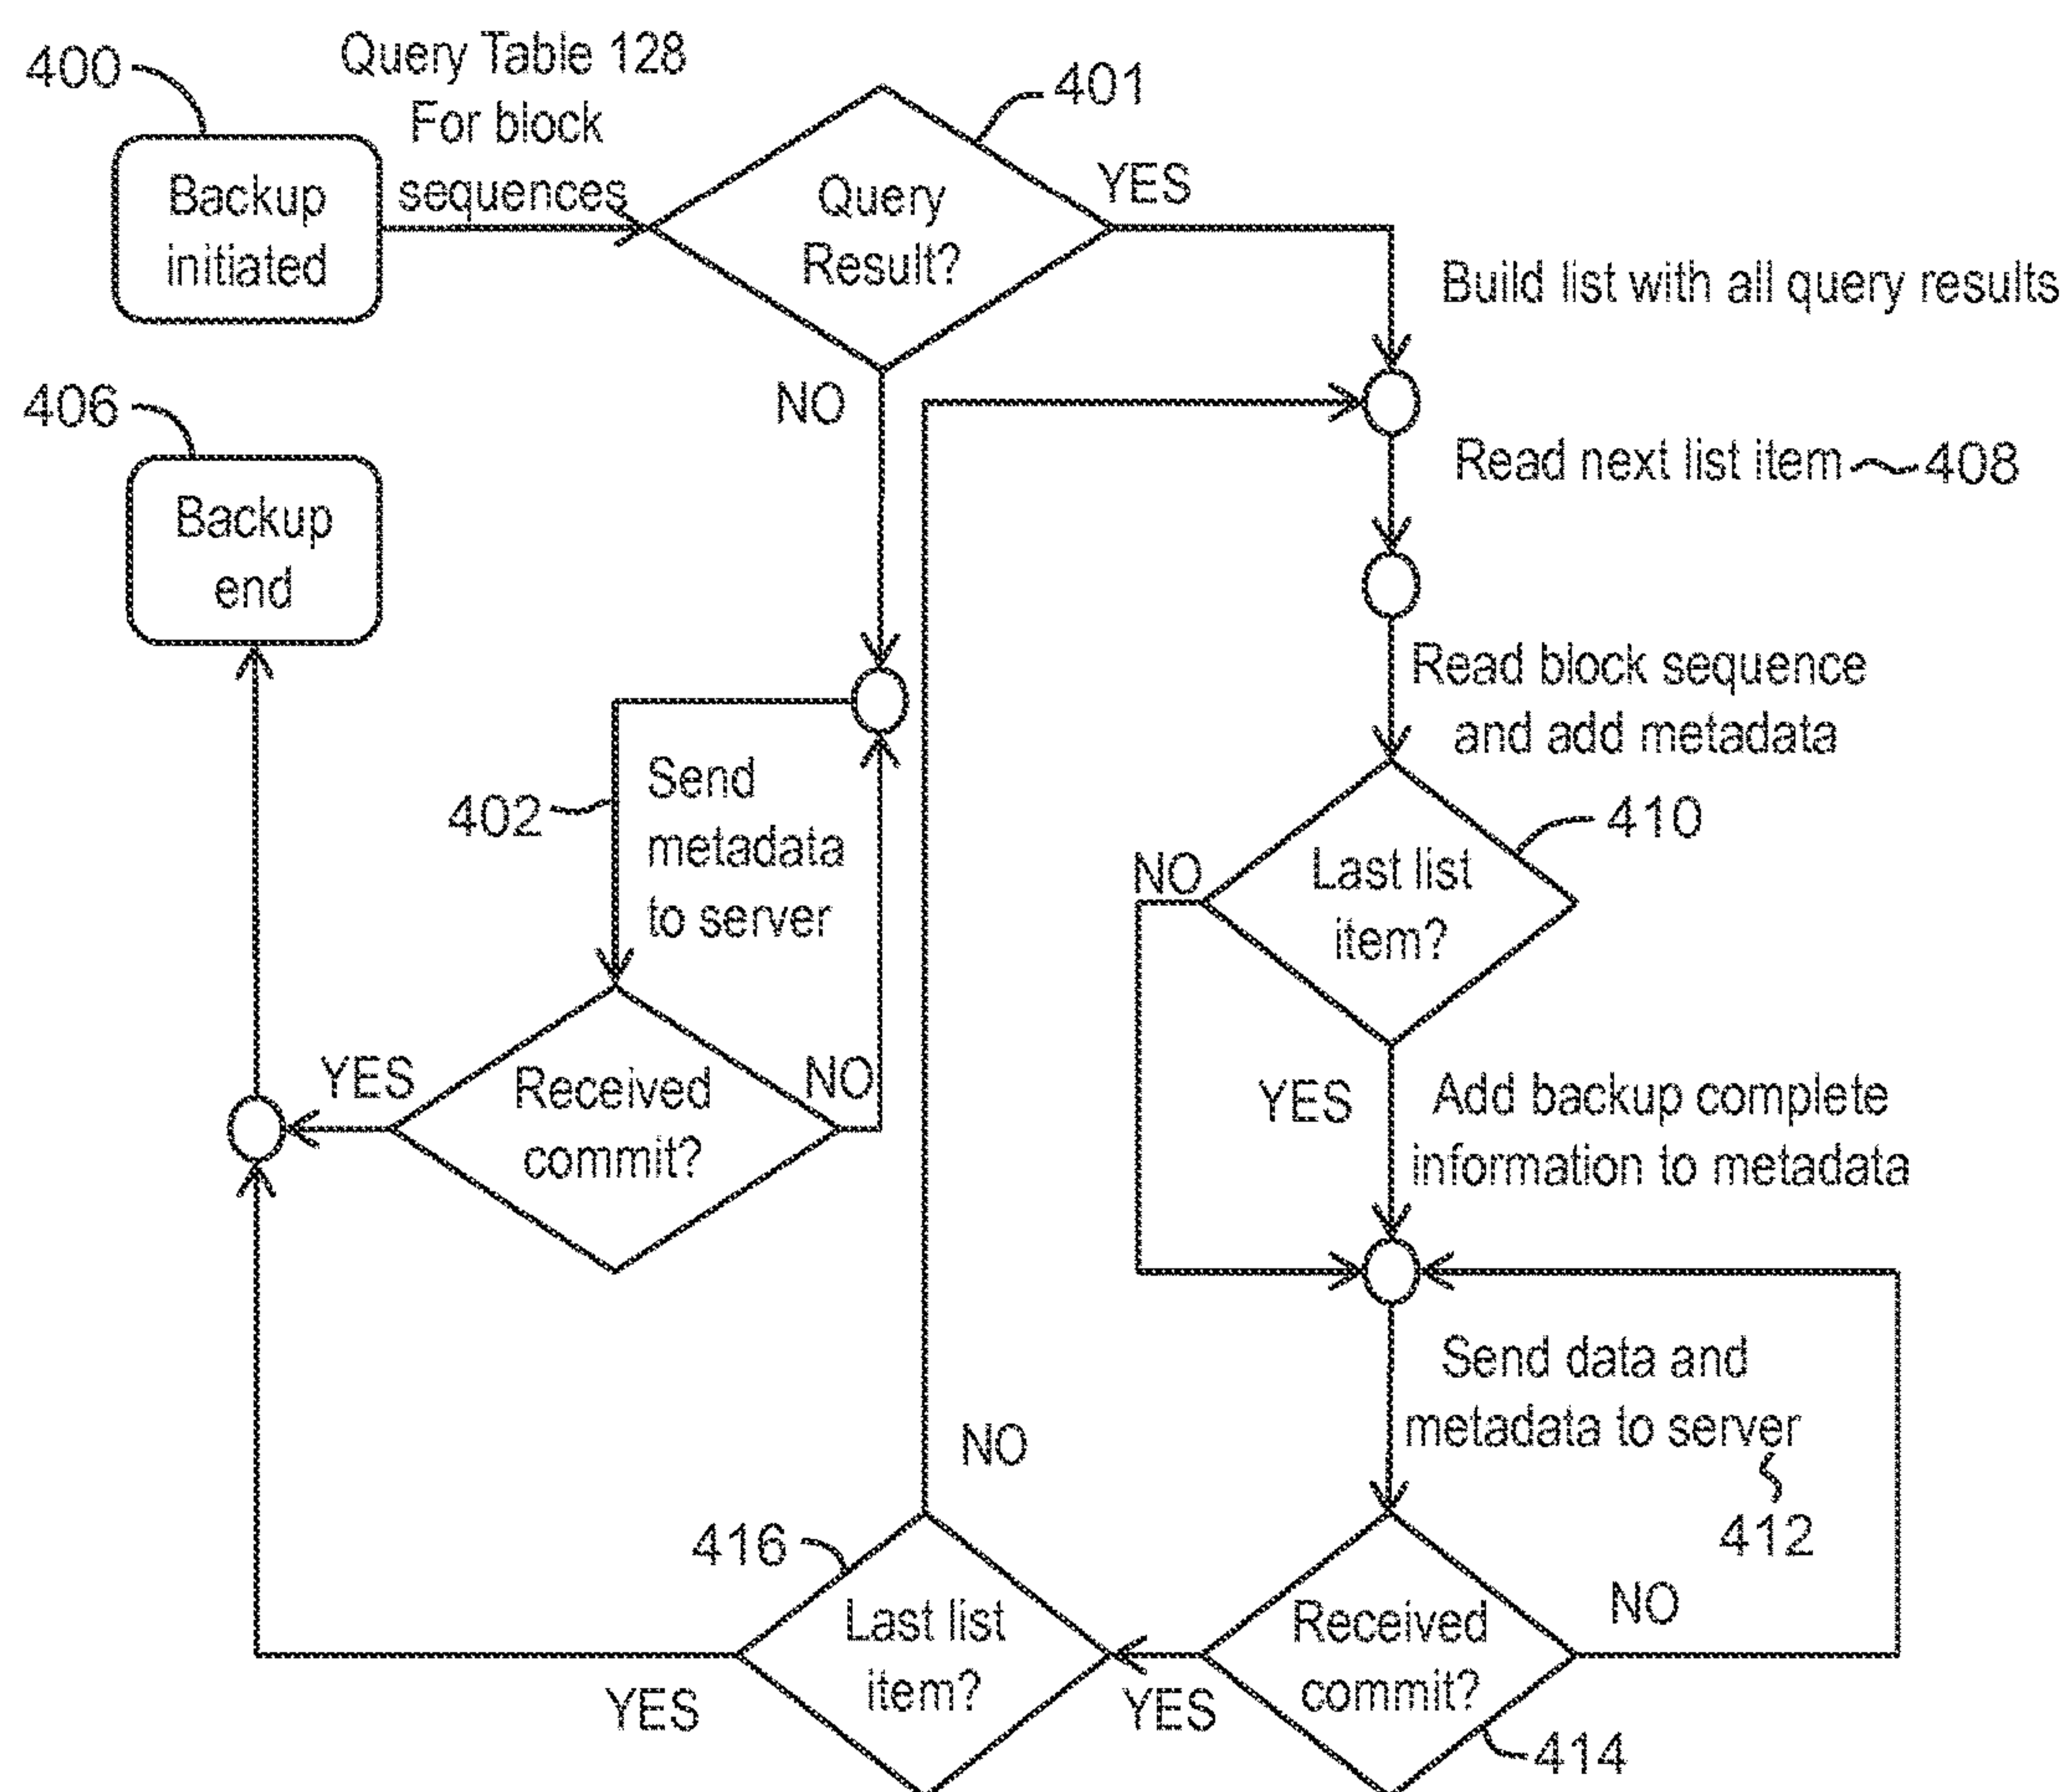 400
Query Table 128
For block
sequences
401
Backup
initiated
Query
Result?
YES
Build list with all query results
NO
406
Read next list item 408
Backup
end
Read block sequence
and add metadata
402
Send
metadata
to server
410
NO
Last list
item?
YES
Received
commit?
NO
YES
Add backup complete
information to metadata
Send data and
metadata to server
412
NO
416
Last list
item?
YES
YES
Received
commit?
NO
414